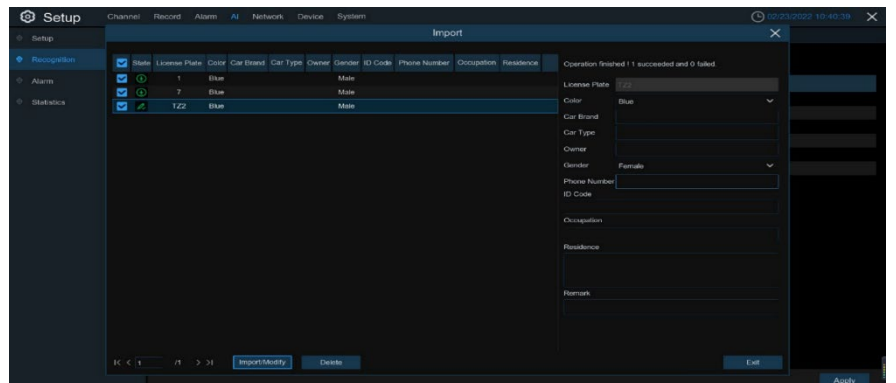 Setup
Channel Record Alarm AI Network Device System
02/23/2022 10:40:39
Import
Setup
Recognition
Alarm
Statistics
State License Plate Color Car Brand Car Type Owner Gender ID Code Phone Number Occupation Residence
1 Blue Male
7 Blue Male
TZ2 Blue Male
Operation finished ! 1 succeeded and 0 failed.
License Plate TZ2
Color Blue
Car Brand
Car Type
Owner
Gender Female
Phone Number
ID Code
Occupation
Residence
Remark
1 /1 Import/Modify Delete Exit
Apply